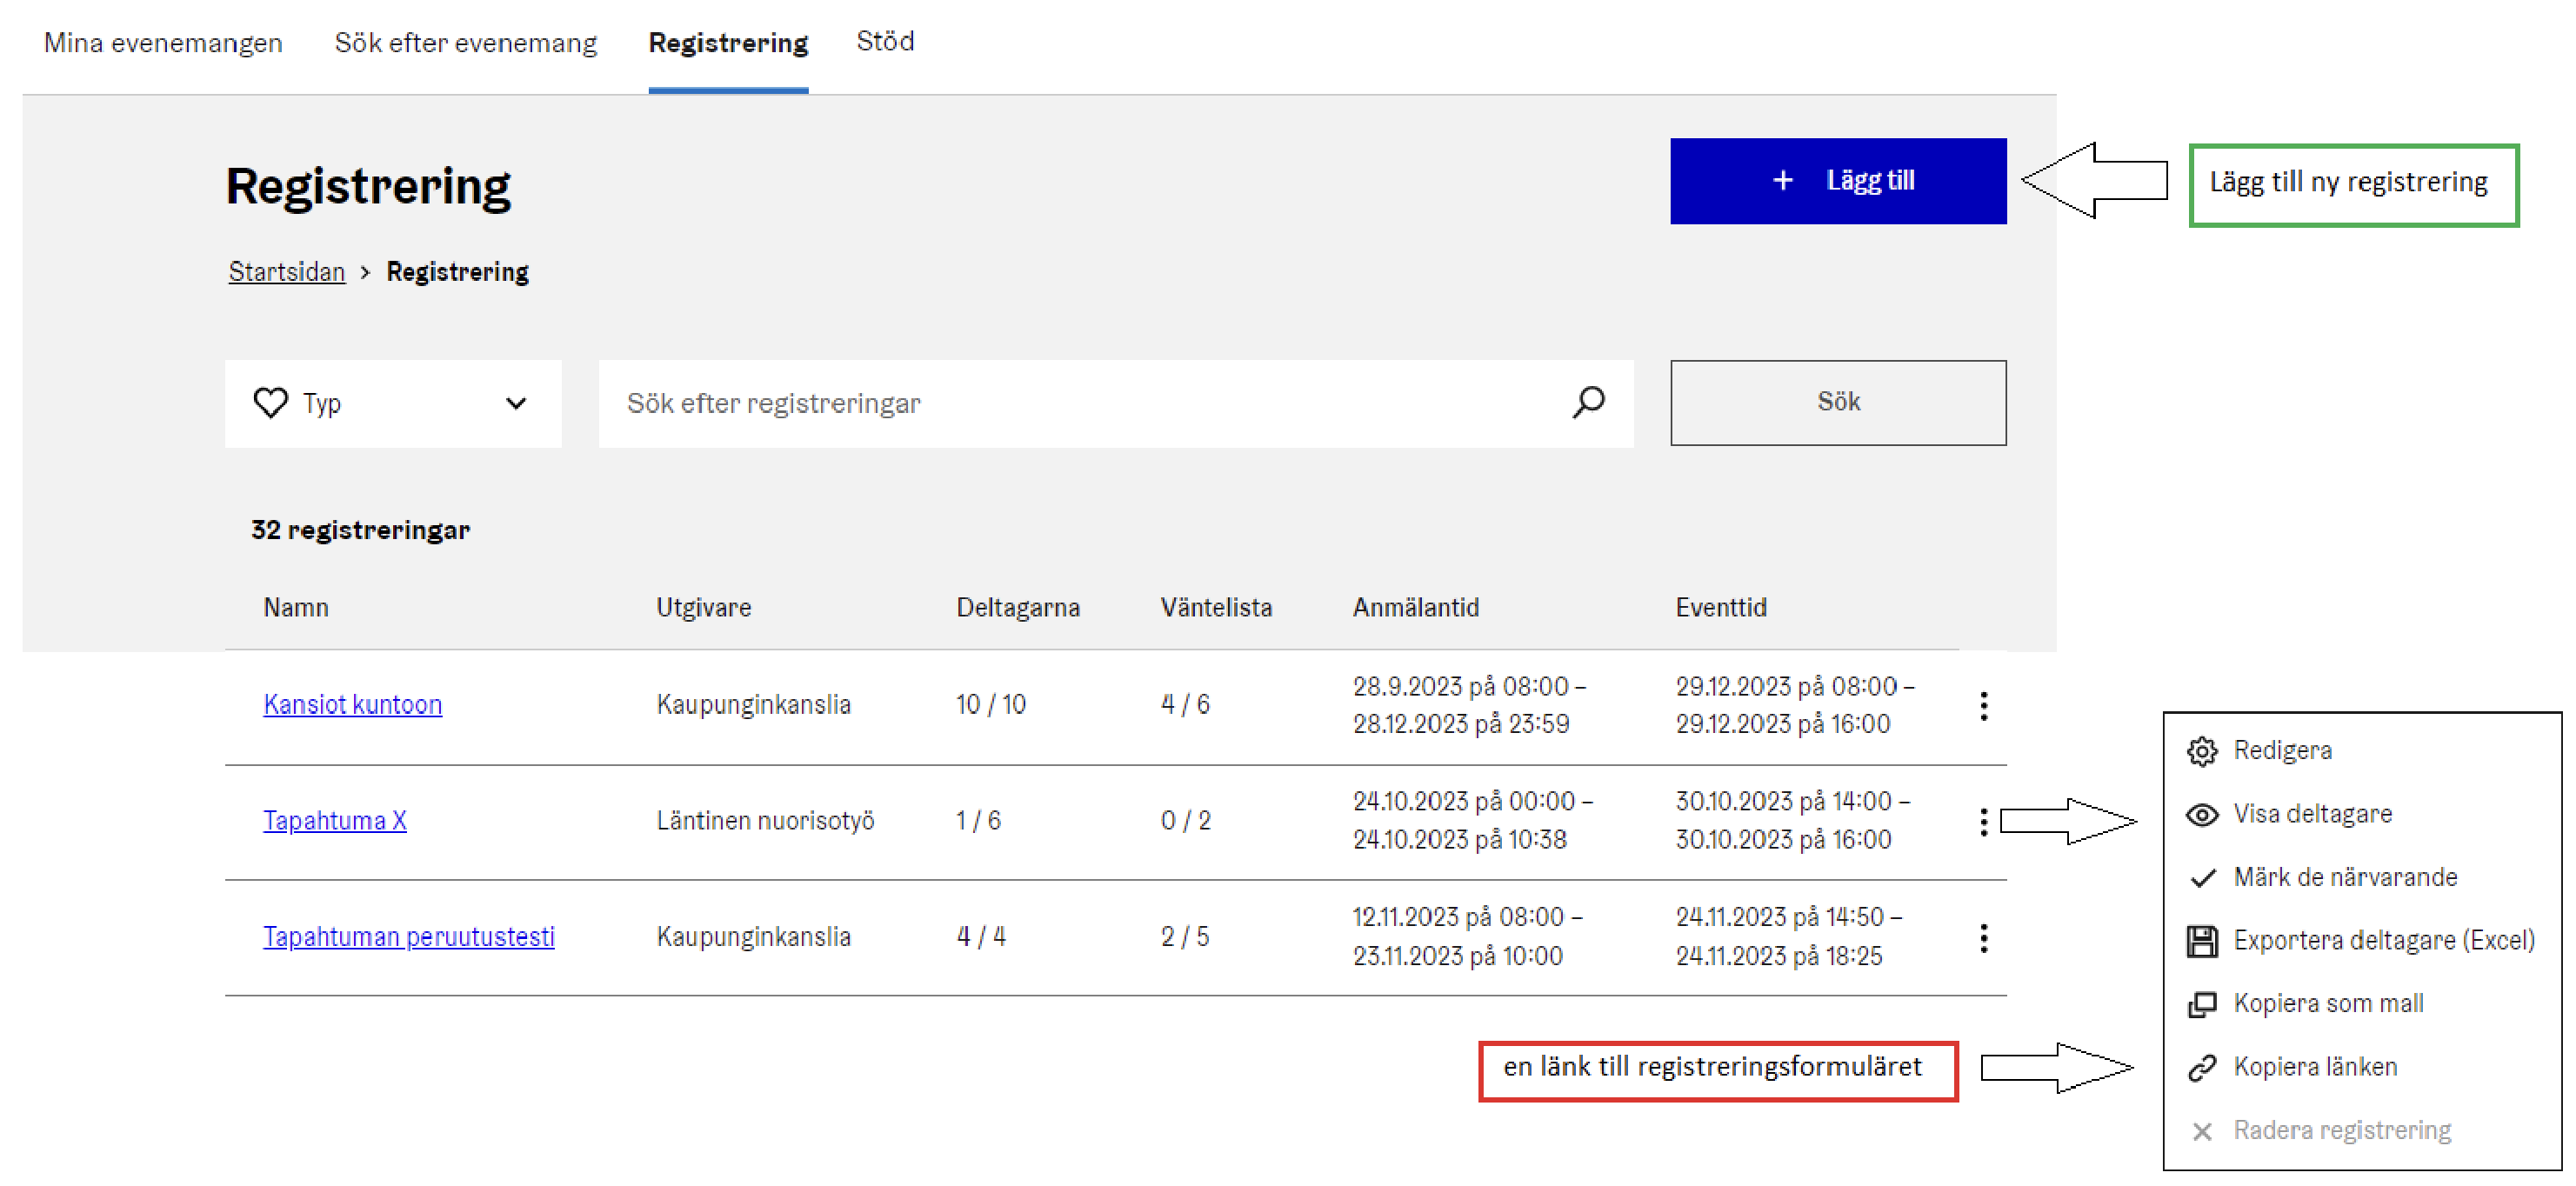 Mina evenemangen Sök efter evenemang Registrering Stöd
Registrering
+ Lägg till
Lägg till ny registrering
Startsidan > Registrering
Typ
Sök efter registreringar
Sök
32 registreringar
Namn Utgivare Deltagarna Väntelista Anmälantid Eventtid
Kansiot kuntoon Kaupunginkanslia 10 / 10 4 / 6 28.9.2023 på 08:00 – 29.12.2023 på 08:00 –
28.12.2023 på 23:59 29.12.2023 på 16:00
Tapahtuma X Läntinen nuorisotyö 1 / 6 0 / 2 24.10.2023 på 00:00 – 30.10.2023 på 14:00 –
24.10.2023 på 10:38 30.10.2023 på 16:00
Tapahtuman peruutustesti Kaupunginkanslia 4 / 4 2 / 5 12.11.2023 på 08:00 – 24.11.2023 på 14:50 –
23.11.2023 på 10:00 24.11.2023 på 18:25
Redigera
Visa deltagare
Märk de närvarande
Exportera deltagare (Excel)
Kopiera som mall
en länk till registreringsformuläret
Kopiera länken
Radera registrering